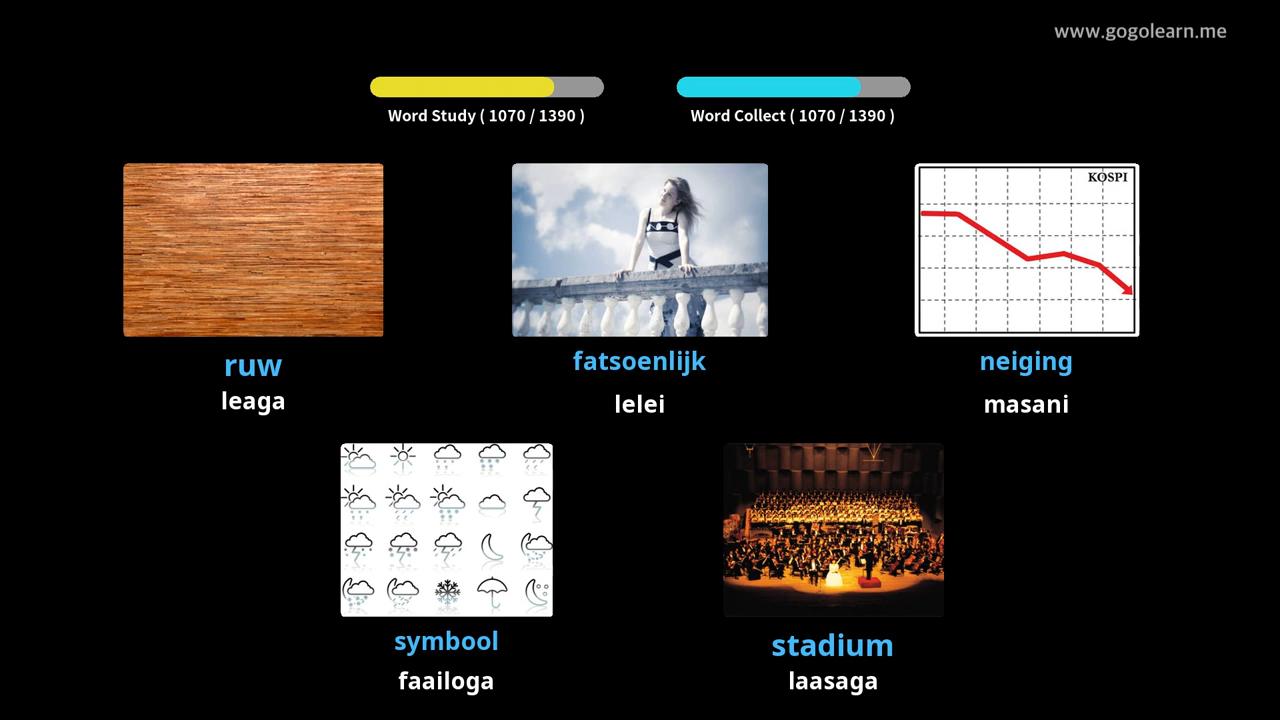 www.gogolearn.me
Word Study ( 1070 / 1390 )
Word Collect ( 1070 / 1390 )
KOSPI
ruw
leaga
fatsoenlijk
lelei
neiging
masani
symbool
faailoga
stadium
laasaga